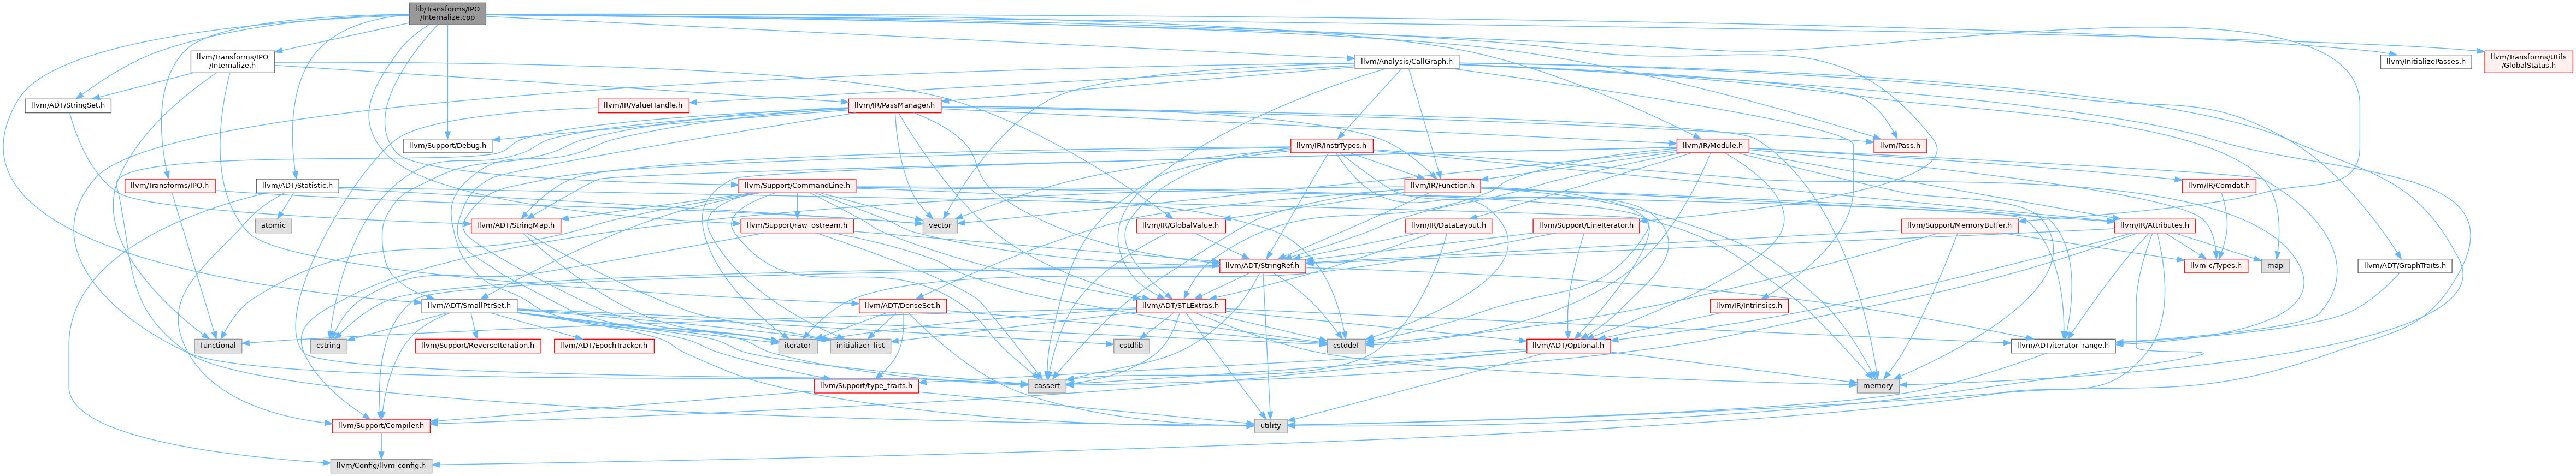 lib/Transforms/IPO
/Internalize.cpp
llvm/Transforms/IPO
/Internalize.h
llvm/Analysis/CallGraph.h
llvm/InitializePasses.h
llvm/Transforms/Utils
/GlobalStatus.h
llvm/ADT/StringSet.h
llvm/IR/ValueHandle.h
llvm/IR/PassManager.h
llvm/Support/Debug.h
llvm/IR/InstrTypes.h
llvm/IR/Module.h
llvm/Pass.h
llvm/Transforms/IPO.h
llvm/ADT/Statistic.h
llvm/Support/CommandLine.h
llvm/IR/Function.h
llvm/IR/Comdat.h
atomic
llvm/ADT/StringMap.h
llvm/Support/raw_ostream.h
vector
llvm/IR/GlobalValue.h
llvm/IR/DataLayout.h
llvm/Support/LineIterator.h
llvm/Support/MemoryBuffer.h
llvm/IR/Attributes.h
llvm/ADT/StringRef.h
llvm-c/Types.h
map
llvm/ADT/GraphTraits.h
llvm/ADT/SmallPtrSet.h
llvm/ADT/DenseSet.h
llvm/ADT/STLExtras.h
llvm/IR/Intrinsics.h
functional
cstring
llvm/Support/ReverseIteration.h
llvm/ADT/EpochTracker.h
iterator
initializer_list
cstdlib
cstddef
llvm/ADT/Optional.h
llvm/ADT/iterator_range.h
llvm/Support/type_traits.h
cassert
memory
llvm/Support/Compiler.h
utility
llvm/Config/llvm-config.h